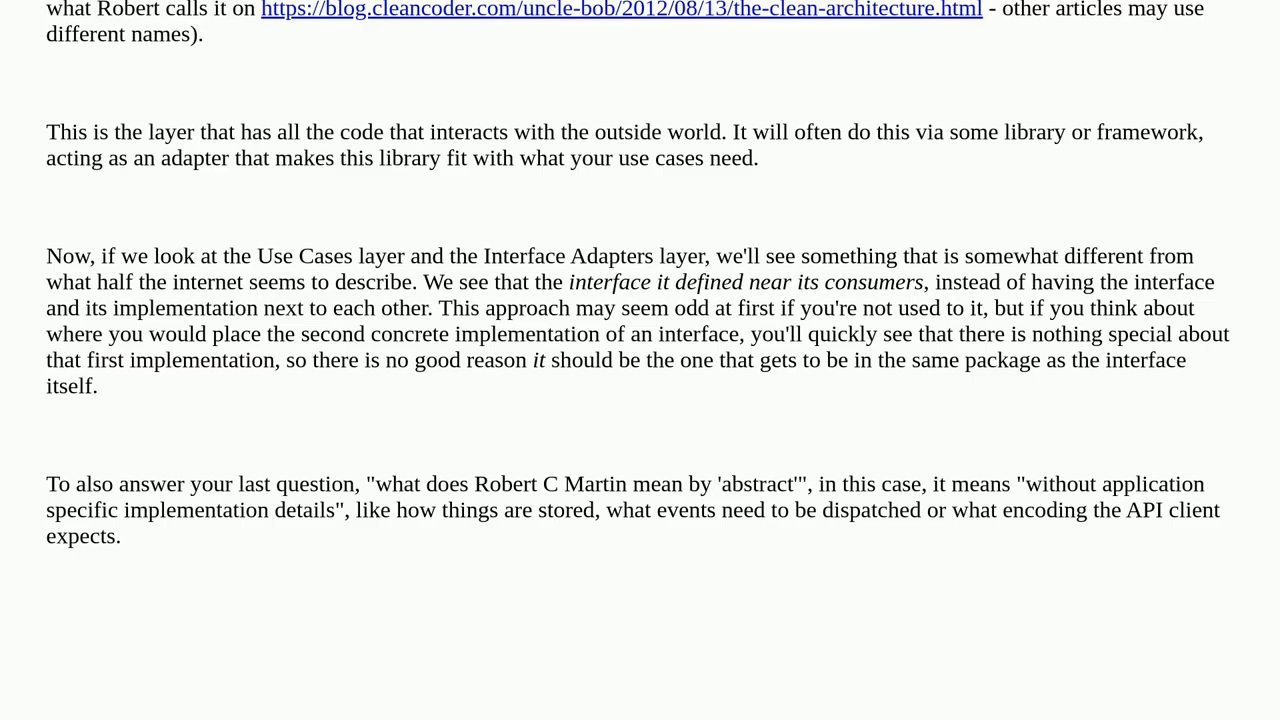 what Robert calls it on https://blog.cleancoder.com/uncle-bob/2012/08/13/the-clean-architecture.html - other articles may use
different names).
This is the layer that has all the code that interacts with the outside world. It will often do this via some library or framework,
acting as an adapter that makes this library fit with what your use cases need.
Now, if we look at the Use Cases layer and the Interface Adapters layer, we'll see something that is somewhat different from
what half the internet seems to describe. We see that the interface it defined near its consumers, instead of having the interface
and its implementation next to each other. This approach may seem odd at first if you're not used to it, but if you think about
where you would place the second concrete implementation of an interface, you'll quickly see that there is nothing special about
that first implementation, so there is no good reason it should be the one that gets to be in the same package as the interface
itself.
To also answer your last question, "what does Robert C Martin mean by 'abstract'", in this case, it means "without application
specific implementation details", like how things are stored, what events need to be dispatched or what encoding the API client
expects.